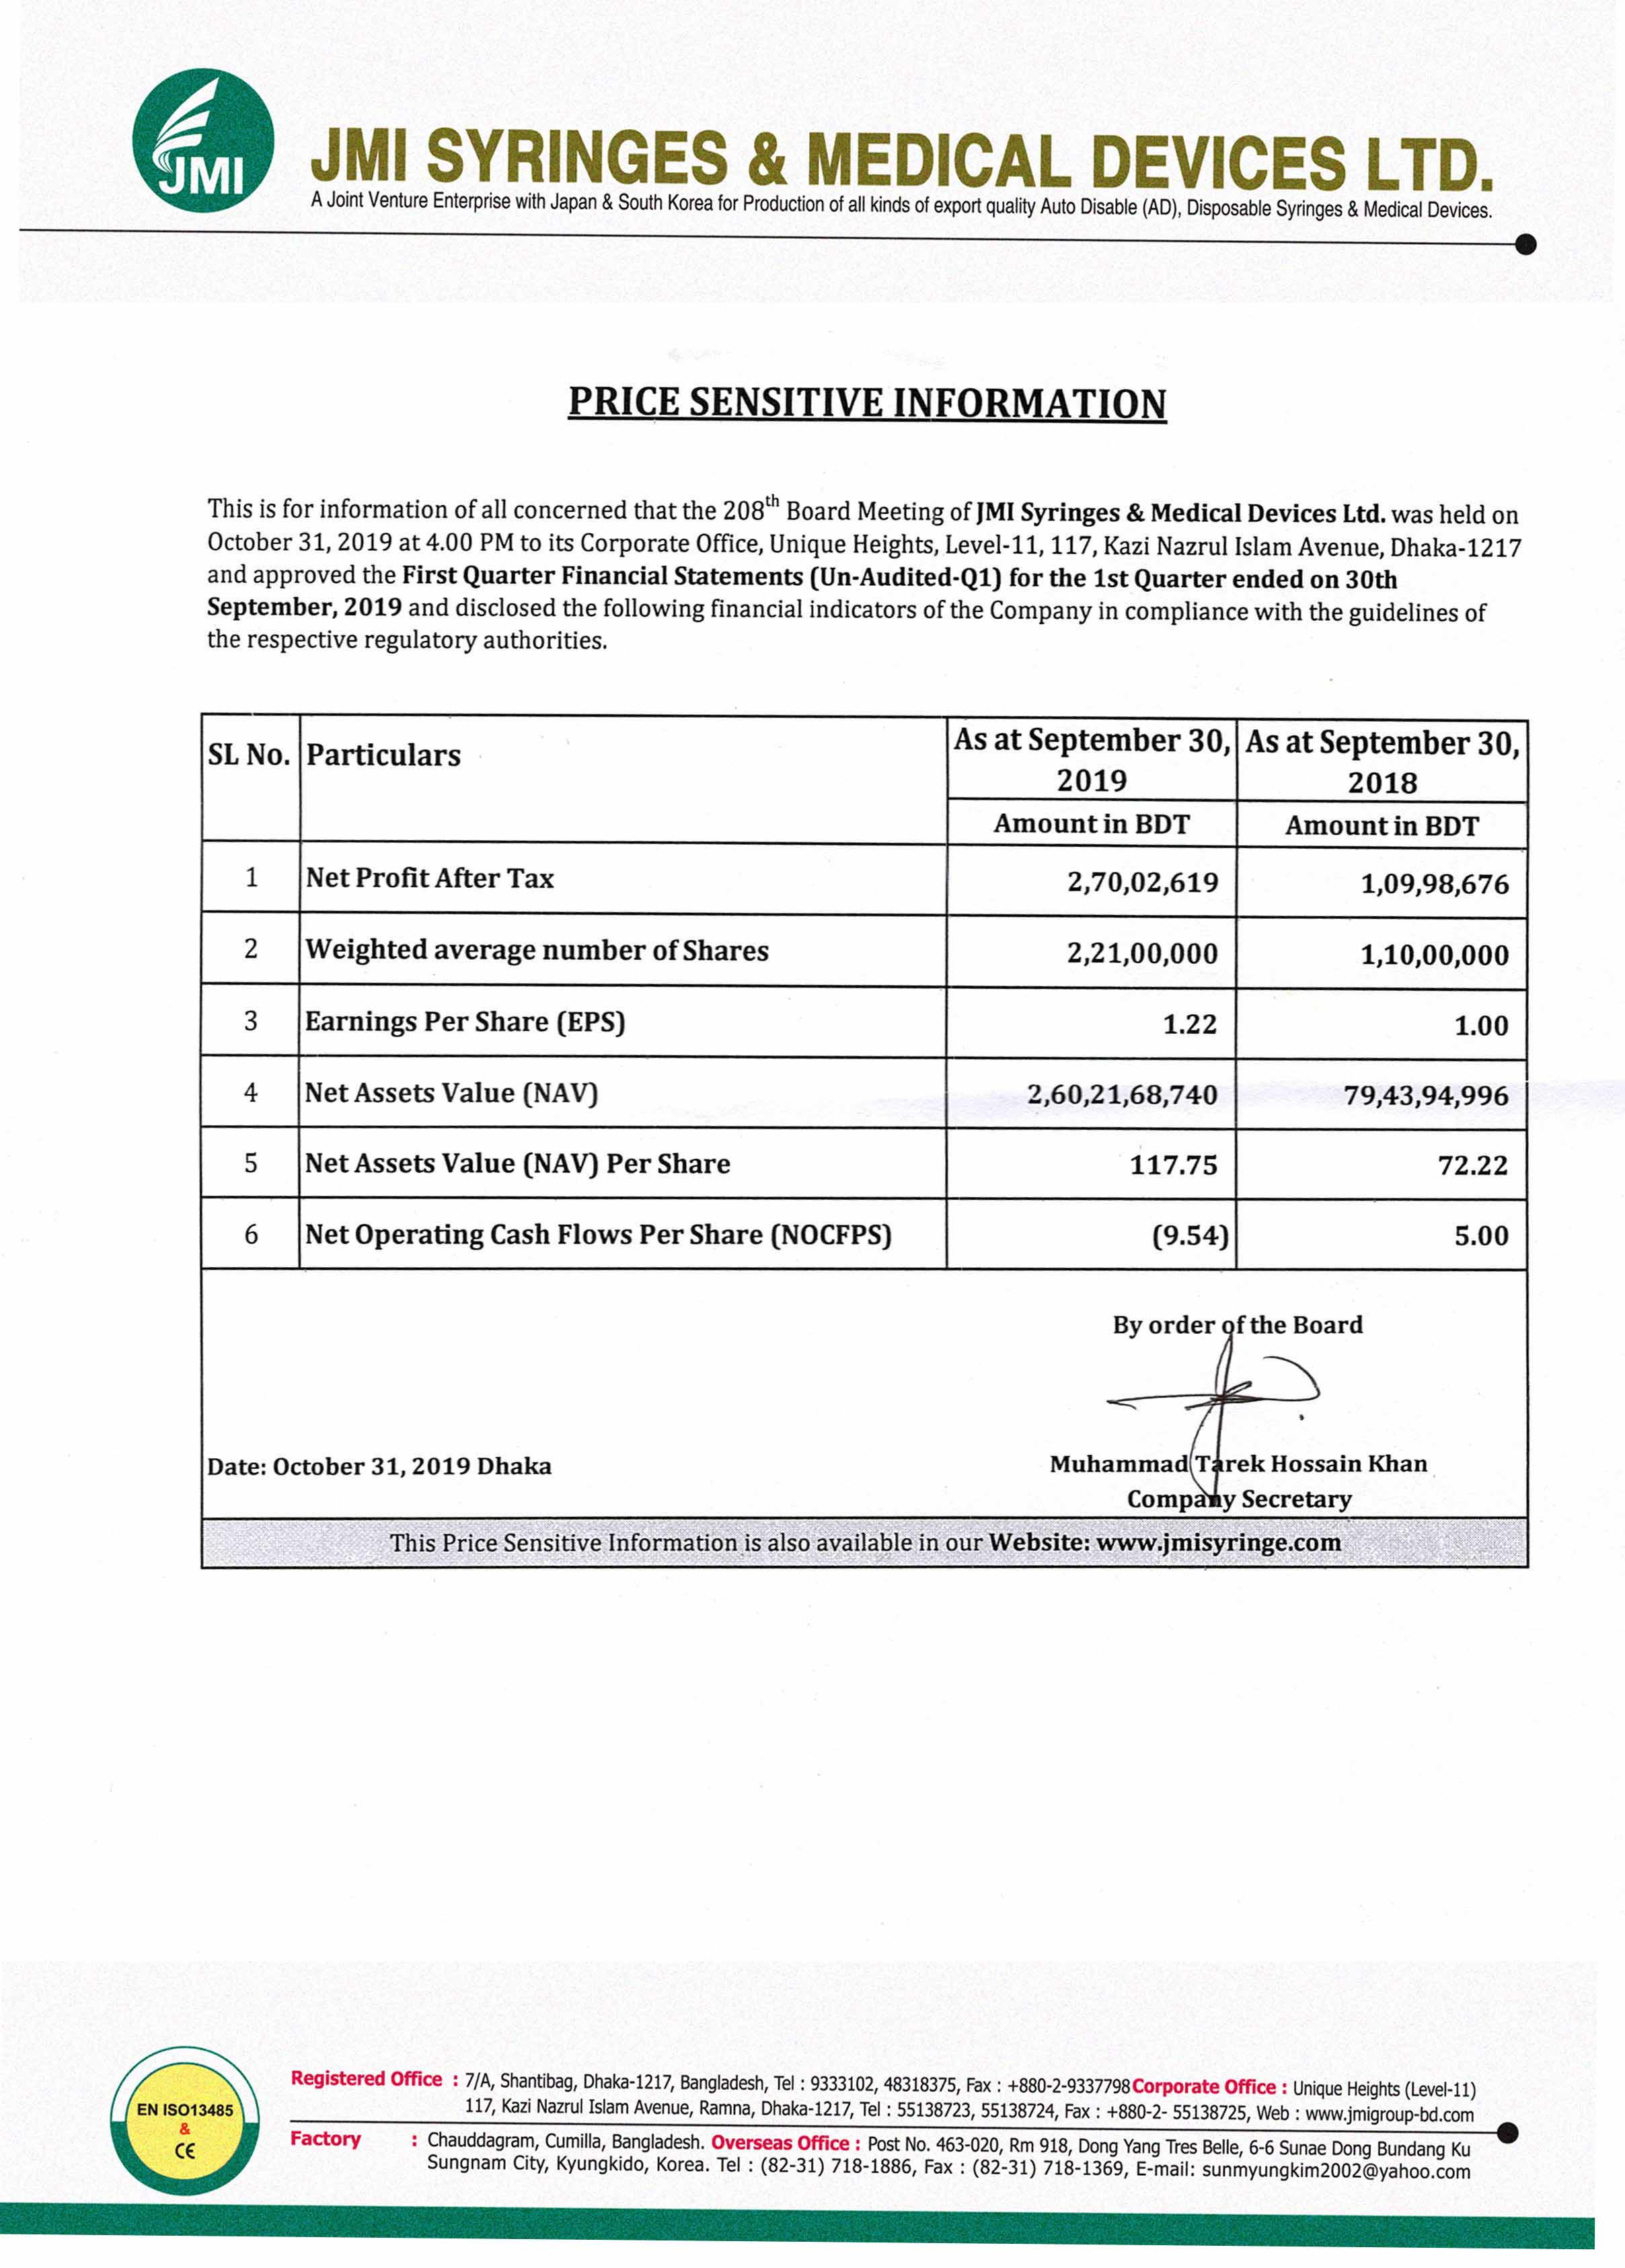 JMI
JMI SYRINGES & MEDICAL DEVICES LTD.
A Joint Venture Enterprise with Japan & South Korea for Production of all kinds of export quality Auto Disable (AD), Disposable Syringes & Medical Devices.
PRICE SENSITIVE INFORMATION
This is for information of all concerned that the 208th Board Meeting of JMI Syringes & Medical Devices Ltd. was held on
October 31, 2019 at 4.00 PM to its Corporate Office, Unique Heights, Level-11, 117, Kazi Nazrul Islam Avenue, Dhaka-1217
and approved the First Quarter Financial Statements (Un-Audited-Q1) for the 1st Quarter ended on 30th
September, 2019 and disclosed the following financial indicators of the Company in compliance with the guidelines of
the respective regulatory authorities.
SL No. Particulars As at September 30, 2019 As at September 30, 2018
Amount in BDT Amount in BDT
1 Net Profit After Tax 2,70,02,619 1,09,98,676
2 Weighted average number of Shares 2,21,00,000 1,10,00,000
3 Earnings Per Share (EPS) 1.22 1.00
4 Net Assets Value (NAV) 2,60,21,68,740 79,43,94,996
5 Net Assets Value (NAV) Per Share 117.75 72.22
6 Net Operating Cash Flows Per Share (NOCFPS) (9.54) 5.00
By order of the Board
Date: October 31, 2019 Dhaka Muhammad Tarek Hossain Khan
Company Secretary
This Price Sensitive Information is also available in our Website: www.jmisyringe.com
EN ISO13485
&
CE
Registered Office : 7/A, Shantibag, Dhaka-1217, Bangladesh, Tel : 9333102, 48318375, Fax : +880-2-9337798 Corporate Office : Unique Heights (Level-11)
117, Kazi Nazrul Islam Avenue, Ramna, Dhaka-1217, Tel : 55138723, 55138724, Fax : +880-2- 55138725, Web : www.jmigroup-bd.com
Factory : Chauddagram, Cumilla, Bangladesh. Overseas Office : Post No. 463-020, Rm 918, Dong Yang Tres Belle, 6-6 Sunae Dong Bundang Ku
Sungnam City, Kyungkido, Korea. Tel : (82-31) 718-1886, Fax : (82-31) 718-1369, E-mail: sunmyungkim2002@yahoo.com